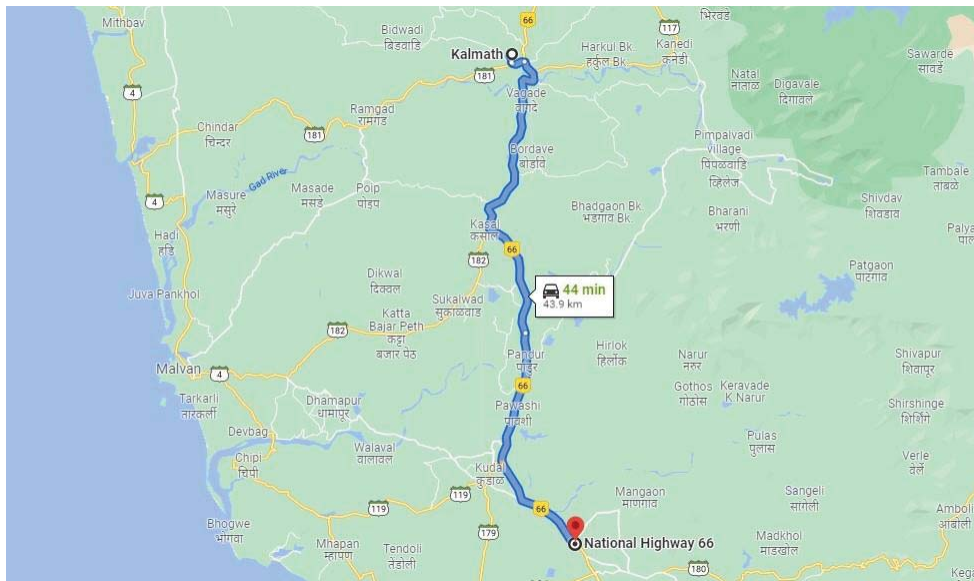 Mithbav
Bidwadi
बिडवाडि
66
भिरवंडे
117
Kalmath
Harkul Bk.
हर्कुल Bk.
Kanedi
कनेडी
Sawarde
सावर्डे
181
Natal
नाताळ
Digavale
दिगावले
4
Vagade
वागदे
Ramgad
रामगड
Chindar
चिन्दर
181
Bordave
बोर्डावे
Pimpalvadi
village
पिंपळवाडि
व्हिलेज
Tambale
तांबळे
Gad River
Masure
मसुरे
Masade
मसडे
Poip
पोइप
4
Bhadgaon Bk.
भडगांव Bk.
Bharani
भरणी
Shivdav
शिवडाव
Hadi
हडि
Kasal
कसाल
66
182
Dikwal
दिक्वल
44 min
43.9 km
Patgaon
पाटगाव
Juva Pankhol
Sukalwad
सुकाळवाड
Katta
Bajar Peth
कट्टा
बजार पेठ
182
Hirlok
हिर्लोक
Narur
नरुर
Shivapur
शिवापूर
Malvan
4
Pandur
पांडुर
66
Gothos
गोठोस
Keravade
K Narur
Tarkarli
तारकर्ली
Dhamapur
धामापूर
Pawashi
पावशी
Shirshinge
शिर्शिंगे
Devbag
Walaval
वालावल
Pulas
पुलास
Chipi
चिपी
Kudal
कुडाळ
Verle
वेर्ले
119
119
66
Mangaon
माणगाव
Sangeli
सांगेली
Amboli
आंबोली
Bhogwe
भोगवे
179
National Highway 66
Madkhol
माडखोल
Mhapan
म्हापण
Tendoli
तेंडोली
180